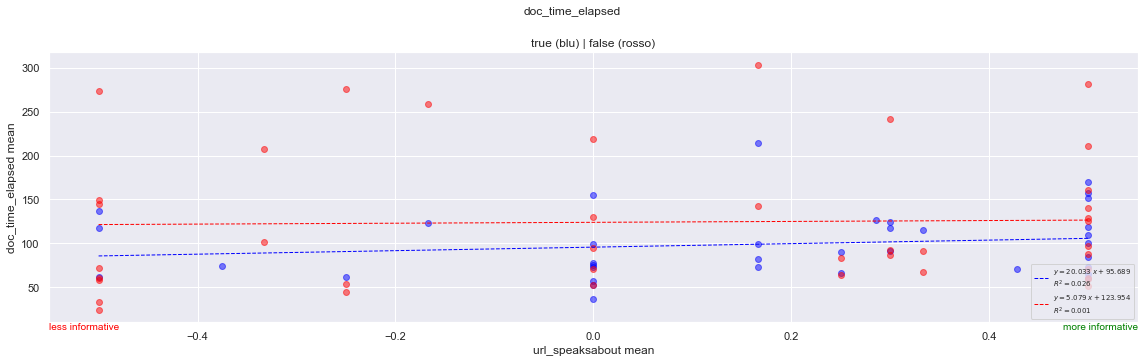 doc_time_elapsed
true (blu) | false (rosso)
300
250
200
150
100
50
doc_time_elapsed mean
y = 20.033 x + 95.689
R² = 0.026
y = 5.079 x + 123.954
R² = 0.001
less informative
more informative
−0.4
−0.2
0.0
0.2
0.4
url_speaksabout mean